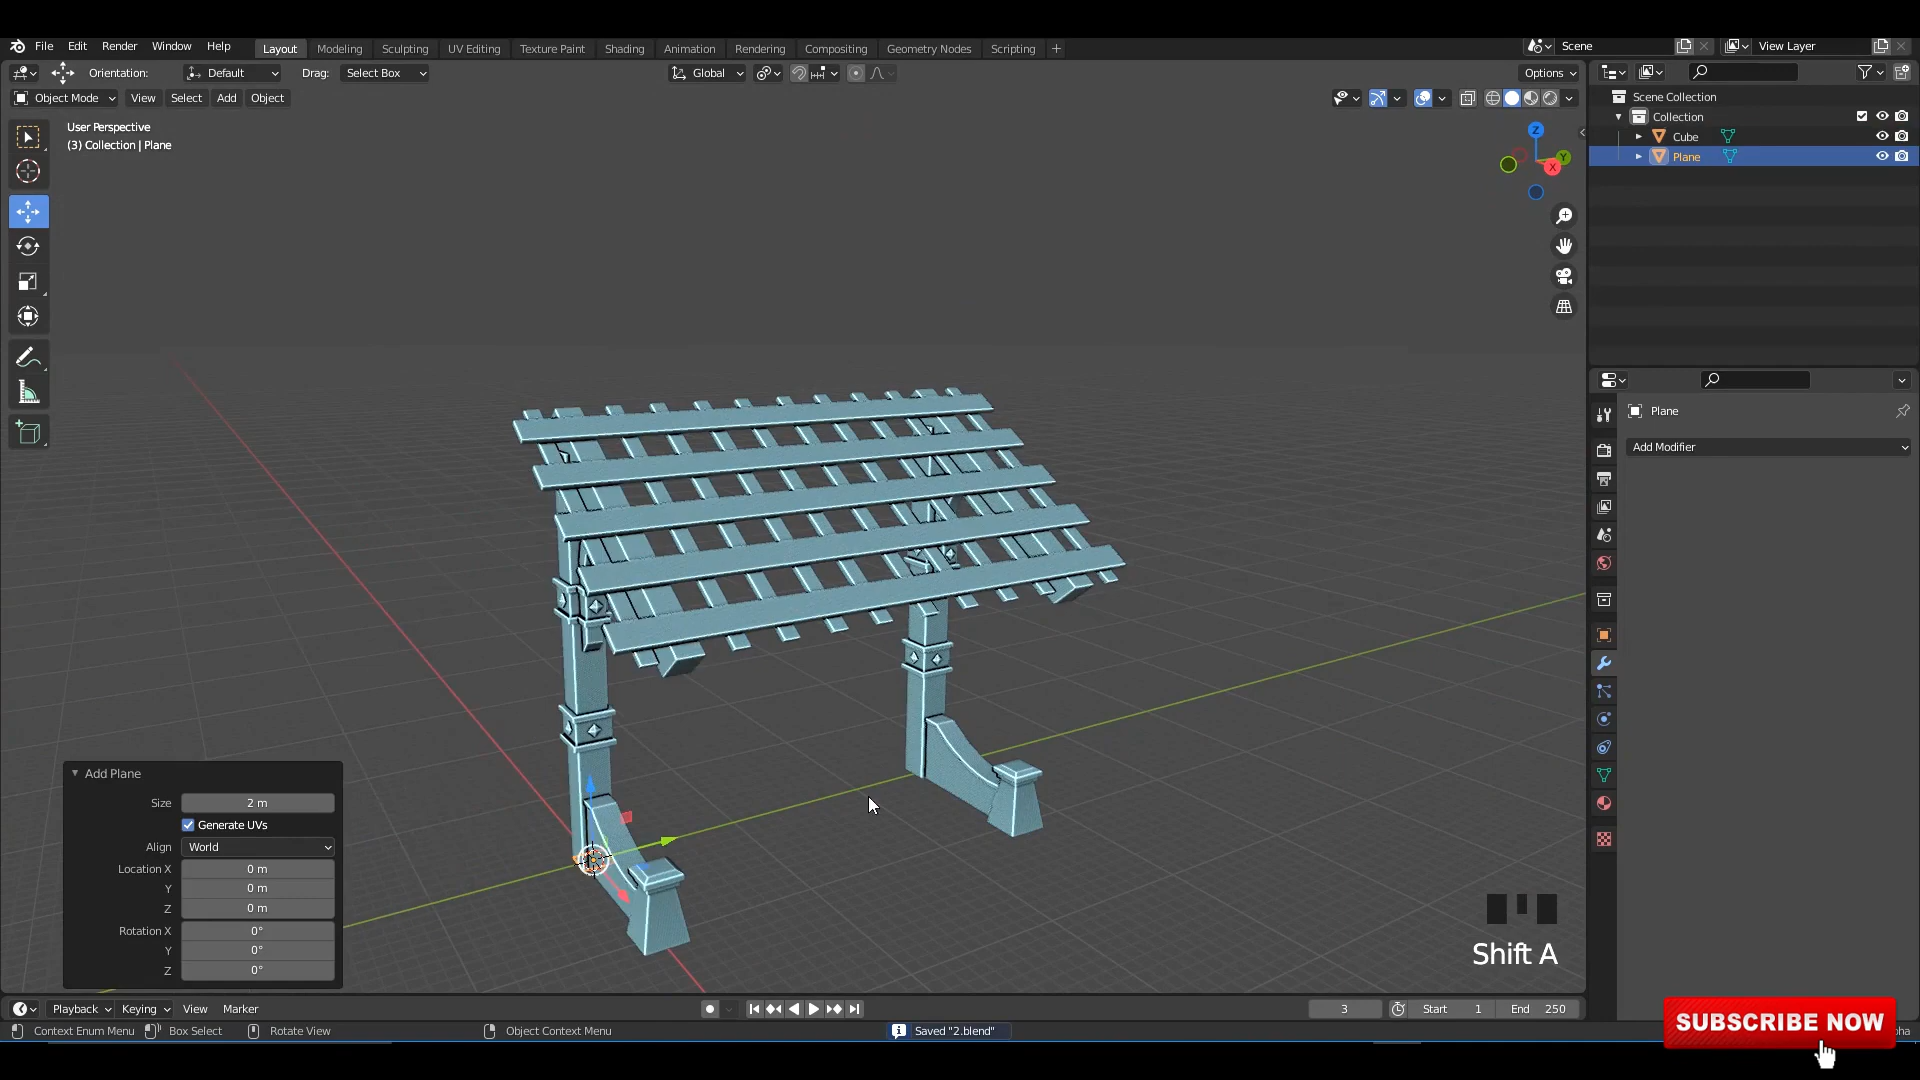 File Edit Render Window Help
Layout Modeling Sculpting UV Editing Texture Paint Shading Animation Rendering Compositing Geometry Nodes Scripting +
Scene
View Layer
Orientation: Default Drag: Select Box
Global
Options
Object Mode View Select Add Object
User Perspective
(3) Collection | Plane
Z
Y
X
Scene Collection
Collection
Cube
Plane
Plane
Add Modifier
Add Plane
Size 2 m
Generate UVs
Align World
Location X 0 m
Y 0 m
Z 0 m
Rotation X 0°
Y 0°
Z 0°
Shift A
Playback Keying View Marker
3 Start 1 End 250
Context Enum Menu Box Select Rotate View Object Context Menu
Saved "2.blend"
SUBSCRIBE NOW